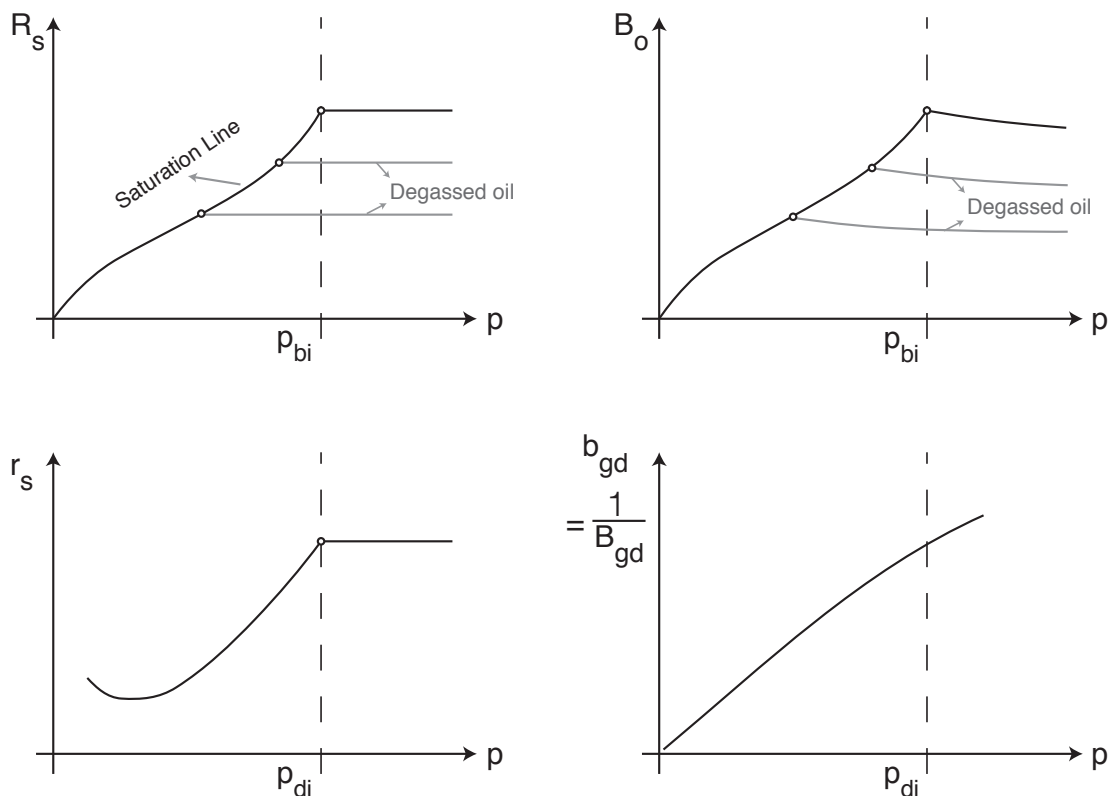 R_s
Saturation Line
Degassed oil
p
p_bi
B_o
Degassed oil
p
p_bi
r_s
p
p_di
b_gd
= 1/B_gd
p
p_di